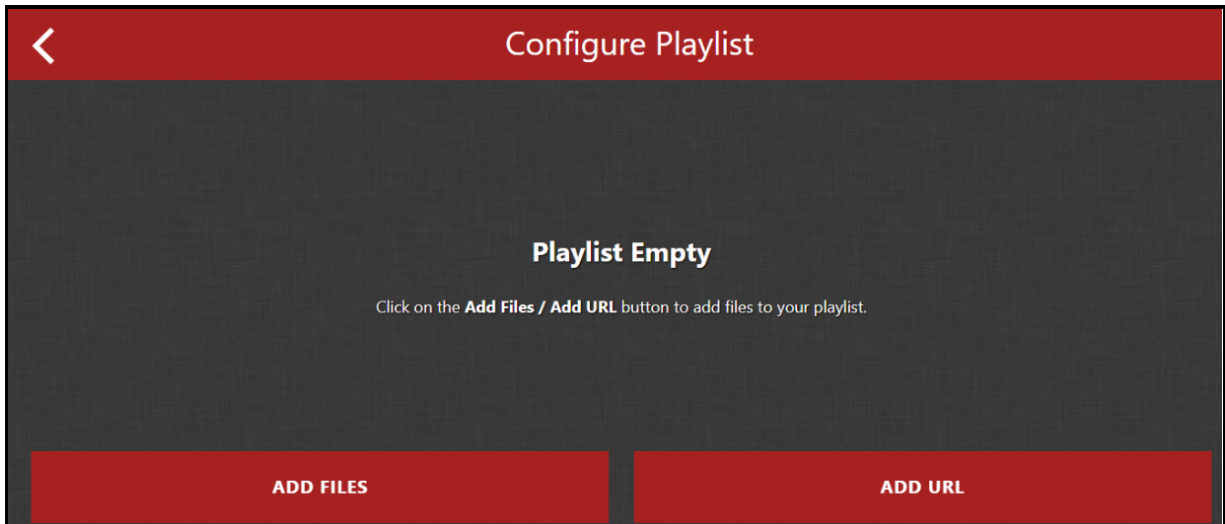 Configure Playlist
Playlist Empty
Click on the Add Files / Add URL button to add files to your playlist.
ADD FILES
ADD URL